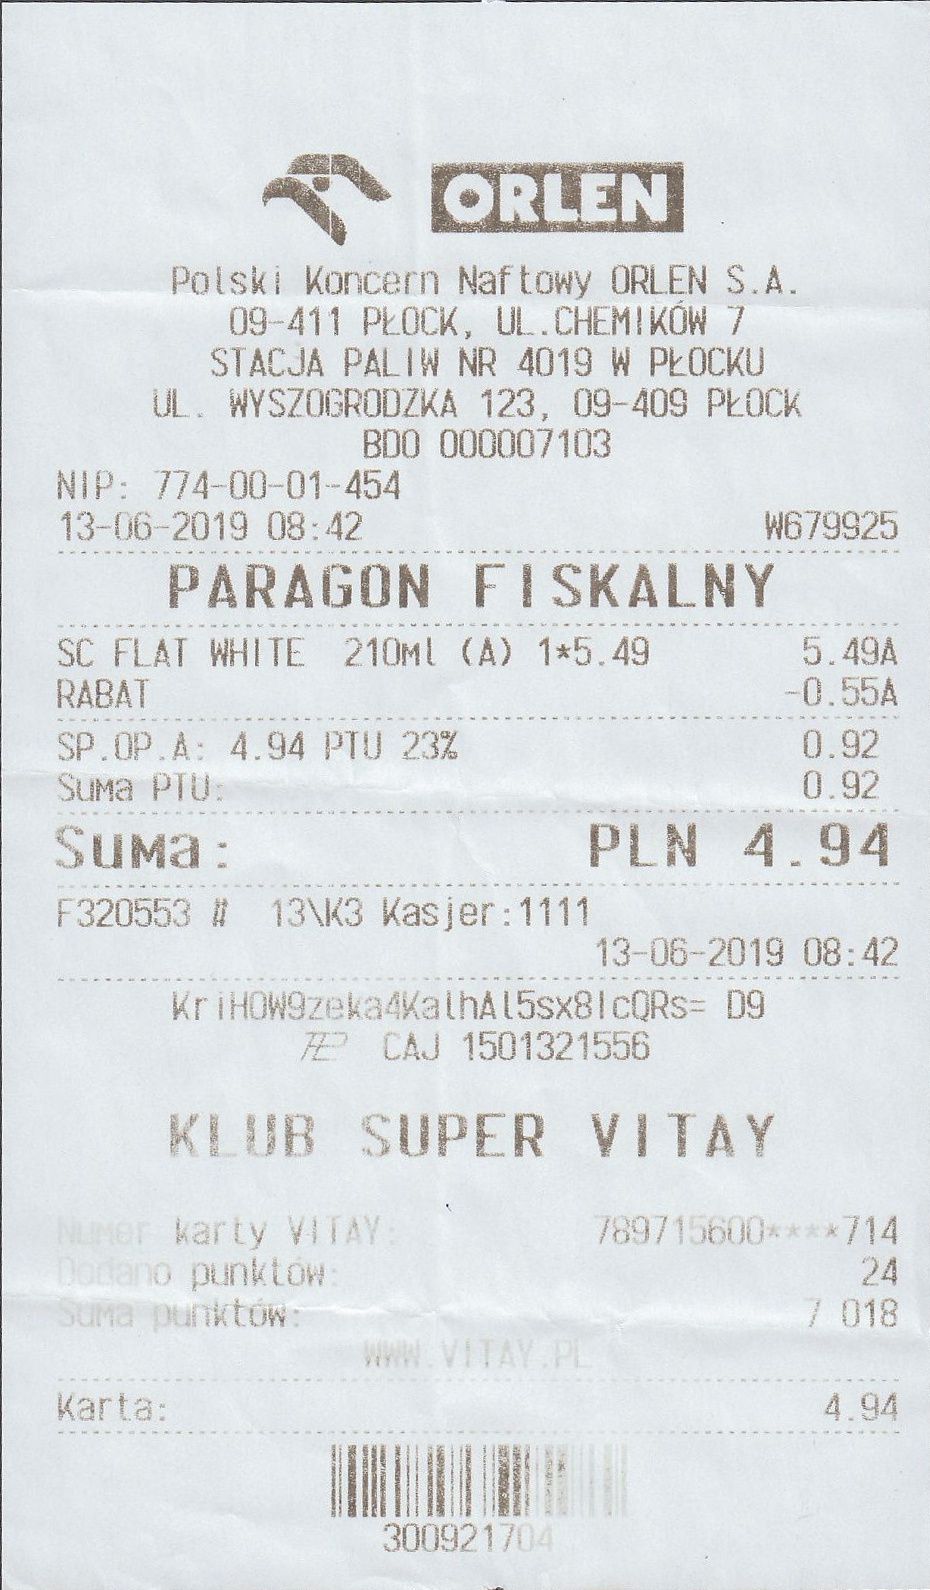 ORLEN
Polski Koncern Naftowy ORLEN S.A.
09-411 PŁOCK, UL.CHEMIKÓW 7
STACJA PALIW NR 4019 W PŁOCKU
UL. WYSZOGRODZKA 123, 09-409 PŁOCK
BDO 000007103
NIP: 774-00-01-454
13-06-2019 08:42 W679925
PARAGON FISKALNY
SC FLAT WHITE 210ml (A) 1*5.49 5.49A
RABAT -0.55A
SP.OP.A: 4.94 PTU 23% 0.92
Suma PTU: 0.92
Suma: PLN 4.94
F320553 # 13\K3 Kasjer:1111
13-06-2019 08:42
KriHOW9zeka4KalhAl5sx8IcQRs= D9
CAJ 1501321556
KLUB SUPER VITAY
Numer karty VITAY: 789715600****714
Dodano punktów: 24
Suma punktów: 7 018
WWW.VITAY.PL
Karta: 4.94
300921704